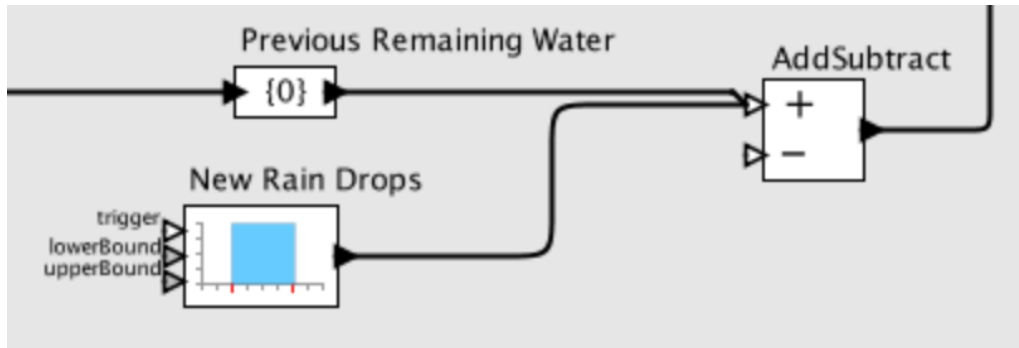 Previous Remaining Water
AddSubtract
{0}
+
−
New Rain Drops
trigger
lowerBound
upperBound